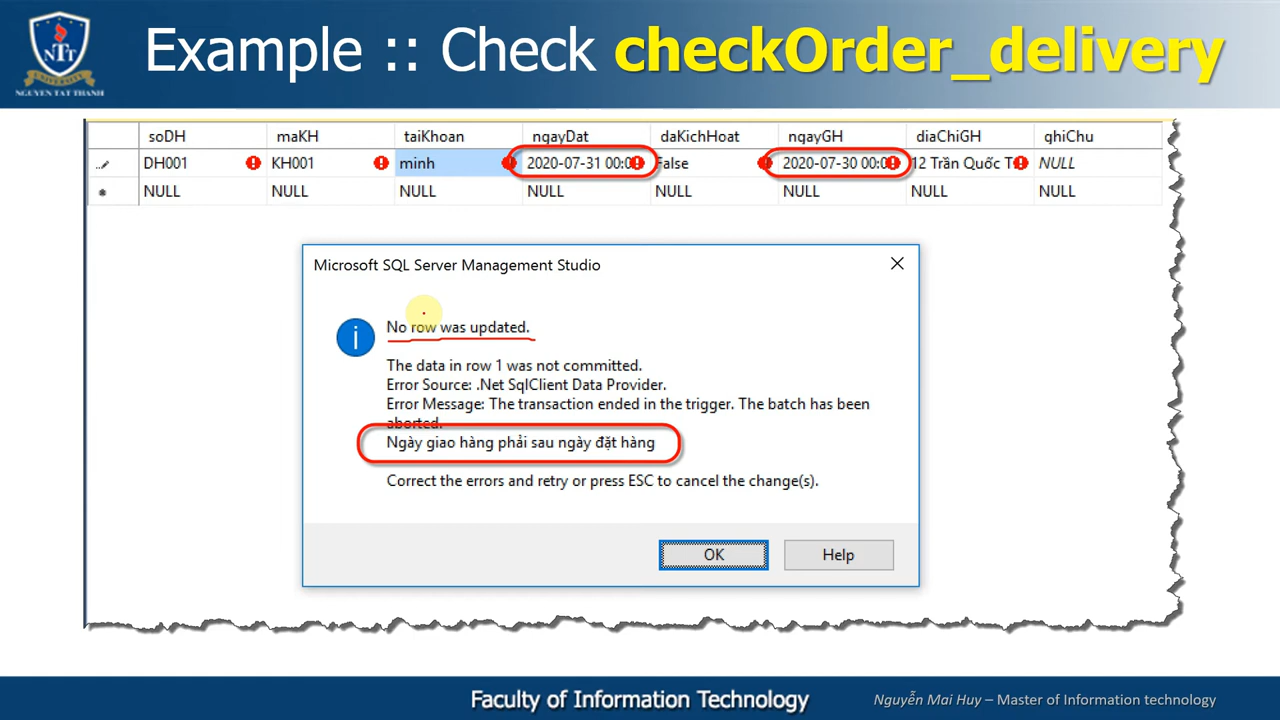 NTT
UNIVERSITY
NGUYEN TAT THANH
Example :: Check checkOrder_delivery
soDH maKH taiKhoan ngayDat daKichHoat ngayGH diaChiGH ghiChu
DH001 KH001 minh 2020-07-31 00:0 False 2020-07-30 00:0 12 Trần Quốc T NULL
NULL NULL NULL NULL NULL NULL NULL NULL
Microsoft SQL Server Management Studio
No row was updated.
The data in row 1 was not committed.
Error Source: .Net SqlClient Data Provider.
Error Message: The transaction ended in the trigger. The batch has been
aborted.
Ngày giao hàng phải sau ngày đặt hàng
Correct the errors and retry or press ESC to cancel the change(s).
OK Help
Faculty of Information Technology
Nguyễn Mai Huy – Master of Information technology